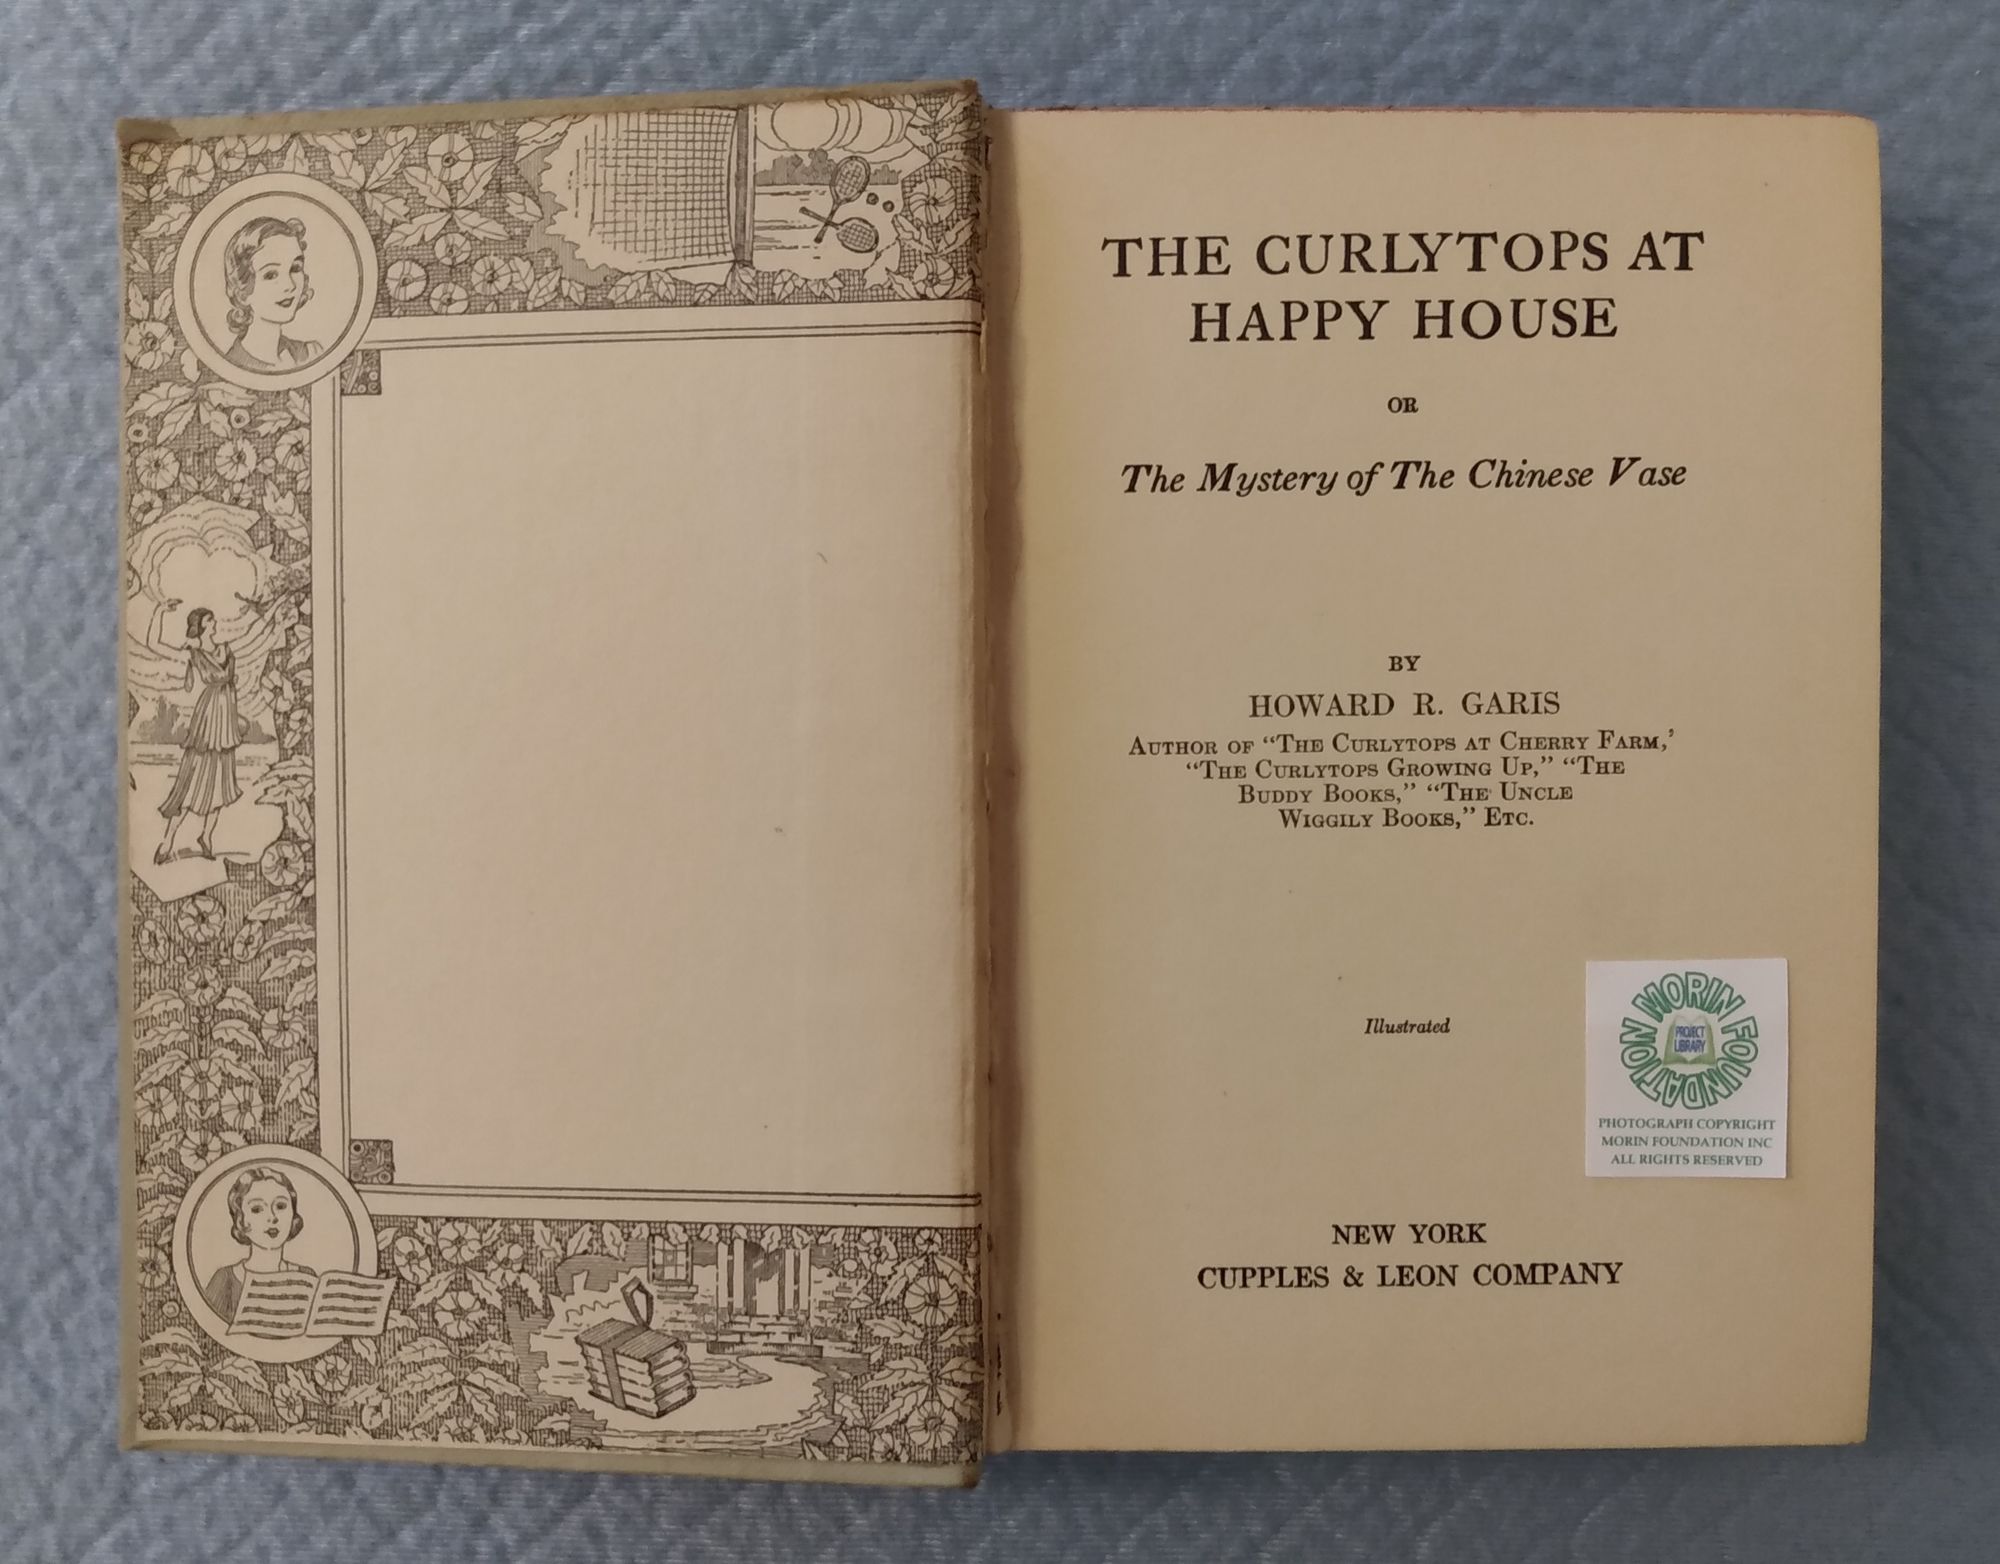 THE CURLYTOPS AT
HAPPY HOUSE
OR
The Mystery of The Chinese Vase
BY
HOWARD R. GARIS
AUTHOR OF "THE CURLYTOPS AT CHERRY FARM,'
"THE CURLYTOPS GROWING UP," "THE
BUDDY BOOKS," "THE UNCLE
WIGGILY BOOKS," ETC.
Illustrated
MORIN FOUNDATION
PROJECT
LIBRARY
PHOTOGRAPH COPYRIGHT
MORIN FOUNDATION INC
ALL RIGHTS RESERVED
NEW YORK
CUPPLES & LEON COMPANY